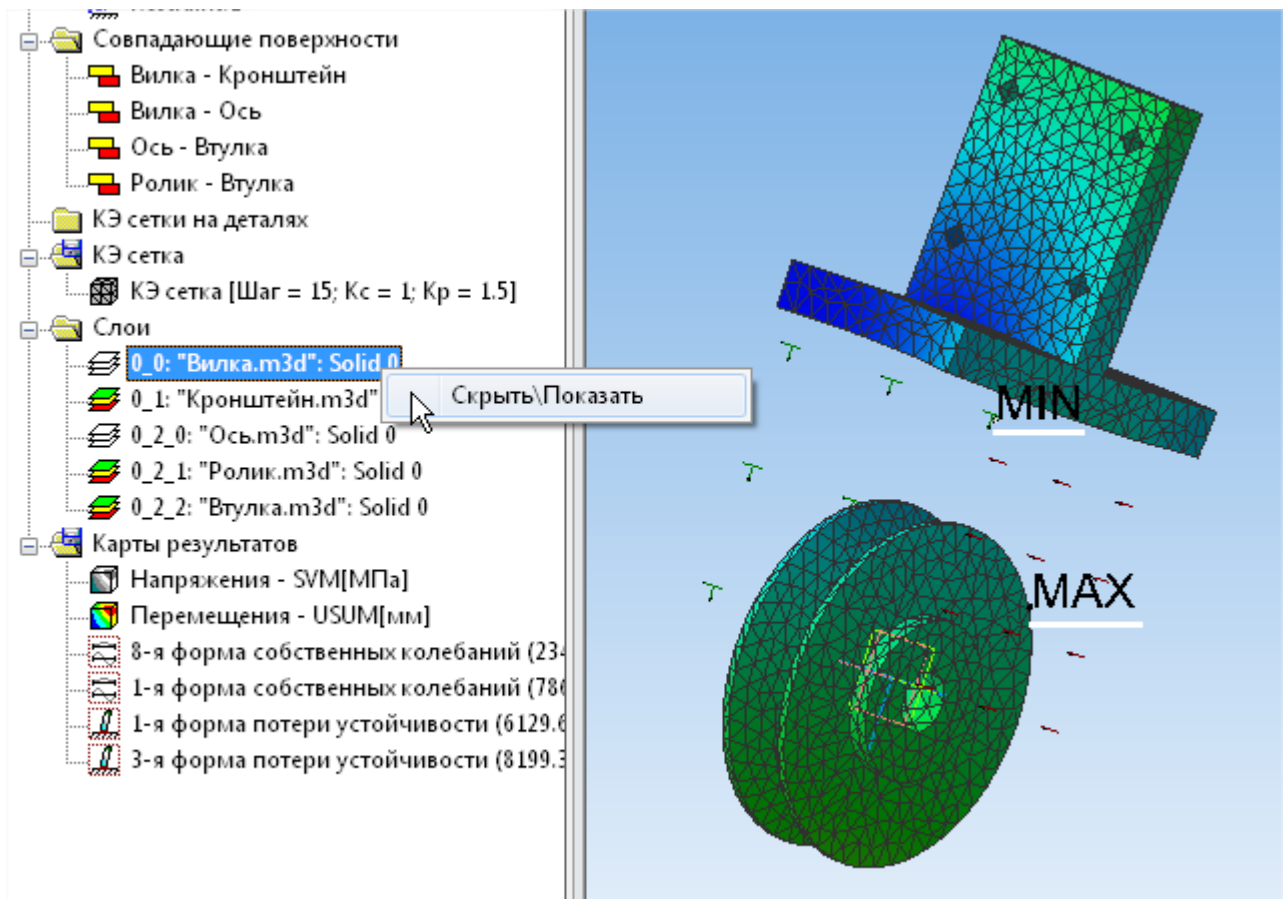 Совпадающие поверхности
Вилка - Кронштейн
Вилка - Ось
Ось - Втулка
Ролик - Втулка
КЭ сетки на деталях
КЭ сетка
КЭ сетка [Шаг = 15; Кс = 1; Кр = 1.5]
Слои
0_0: "Вилка.m3d": Solid 0
0_1: "Кронштейн.m3d"
Скрыть\Показать
0_2_0: "Ось.m3d": Solid 0
0_2_1: "Ролик.m3d": Solid 0
0_2_2: "Втулка.m3d": Solid 0
Карты результатов
Напряжения - SVM[МПа]
Перемещения - USUM[мм]
8-я форма собственных колебаний (234
1-я форма собственных колебаний (786
1-я форма потери устойчивости (6129.6
3-я форма потери устойчивости (8199.3
MIN
MAX